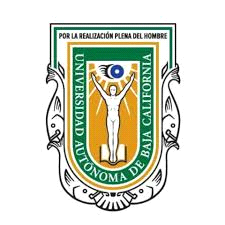 POR LA REALIZACIÓN PLENA DEL HOMBRE
UNIVERSIDAD AUTÓNOMA DE BAJA CALIFORNIA